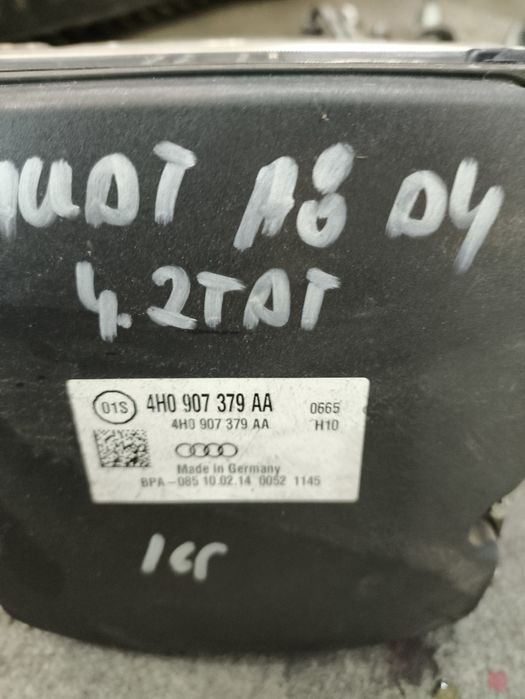 AUDI A8 D4
4.2TDI
01S 4H0 907 379 AA 0665
4H0 907 379 AA H10
Made in Germany
BPA-085 10.02.14 0052 1145